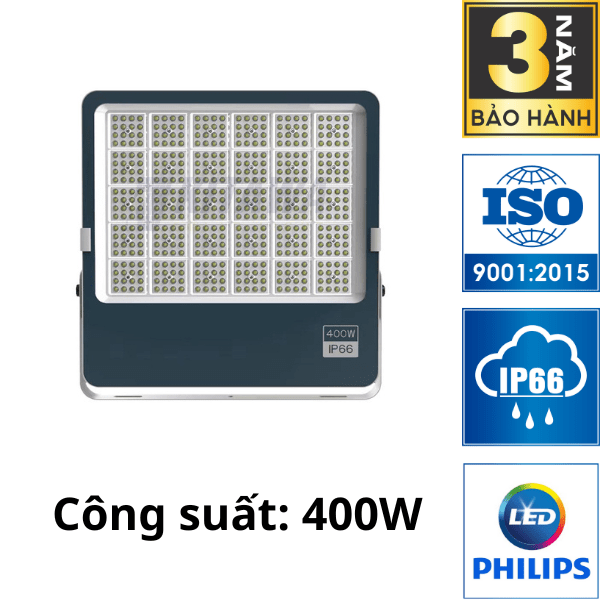 3 NĂM
BẢO HÀNH
ISO
9001:2015
400W
IP66
IP66
LED
PHILIPS
Công suất: 400W